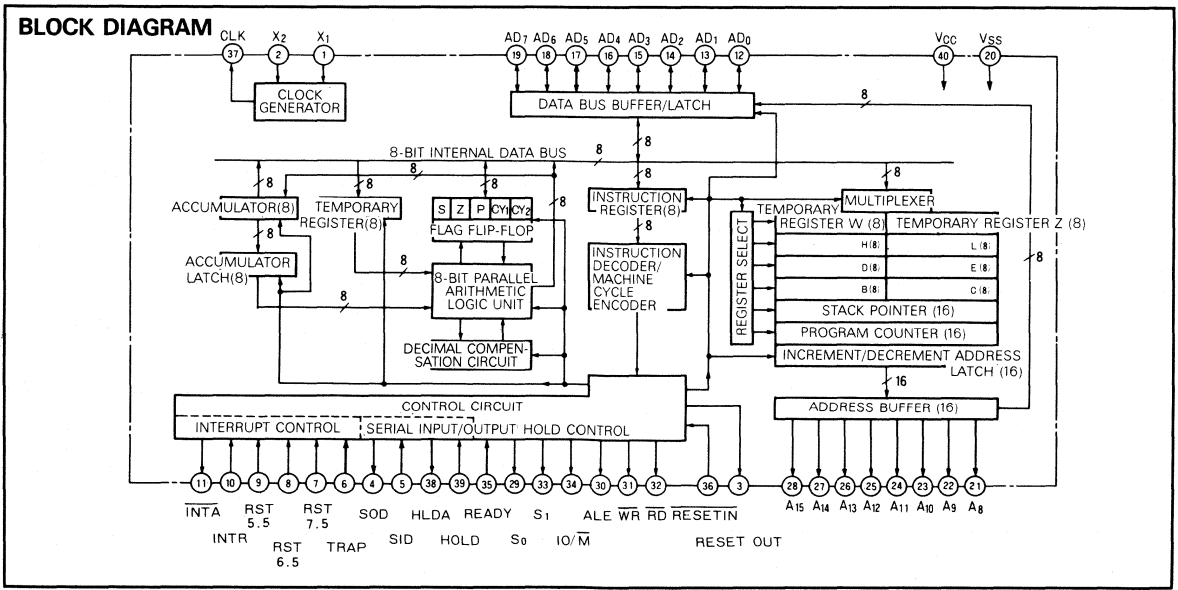 BLOCK DIAGRAM
CLK X2 X1 AD7 AD6 AD5 AD4 AD3 AD2 AD1 AD0 VCC VSS
37 2 1 19 18 17 16 15 14 13 12 40 20
CLOCK
GENERATOR
DATA BUS BUFFER/LATCH
8
8
8-BIT INTERNAL DATA BUS
8
8
8 8 8 8 8
ACCUMULATOR(8)
TEMPORARY
REGISTER(8)
S Z P CY1 CY2
FLAG FLIP-FLOP
INSTRUCTION
REGISTER(8)
MULTIPLEXER
TEMPORARY
REGISTER W (8)
TEMPORARY REGISTER Z (8)
8
8
ACCUMULATOR
LATCH(8)
8
8
8-BIT PARALLEL
ARITHMETIC
LOGIC UNIT
INSTRUCTION
DECODER/
MACHINE
CYCLE
ENCODER
REGISTER SELECT
H(8) L(8)
D(8) E(8)
B(8) C(8)
8
STACK POINTER (16)
PROGRAM COUNTER (16)
DECIMAL COMPEN-
SATION CIRCUIT
INCREMENT/DECREMENT ADDRESS
LATCH (16)
16
CONTROL CIRCUIT
ADDRESS BUFFER (16)
INTERRUPT CONTROL
SERIAL INPUT/OUTPUT HOLD CONTROL
11 10 9 8 7 6 4 5 38 39 35 29 33 34 30 31 32 36 3 28 27 26 25 24 23 22 21
INTA
INTR
RST
5.5
RST
6.5
RST
7.5
TRAP
SOD
SID
HLDA
HOLD
READY
S0
S1
IO/M
ALE WR RD RESETIN
RESET OUT
A15 A14 A13 A12 A11 A10 A9 A8